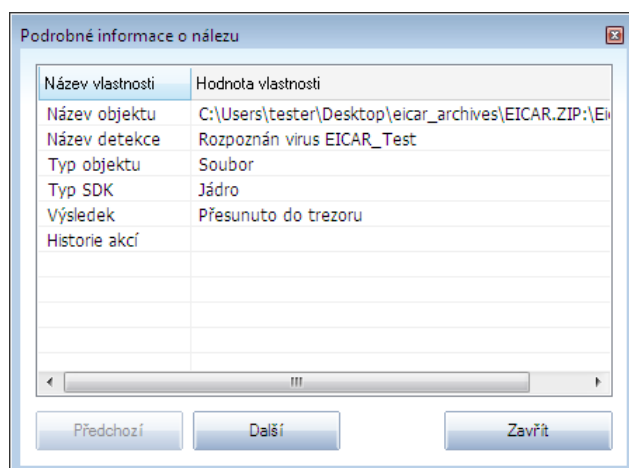 Podrobné informace o nálezu
Název vlastnosti Hodnota vlastnosti
Název objektu C:\Users\tester\Desktop\eicar_archives\EICAR.ZIP:\Ei
Název detekce Rozpoznán virus EICAR_Test
Typ objektu Soubor
Typ SDK Jádro
Výsledek Přesunuto do trezoru
Historie akcí
Předchozí Další Zavřít